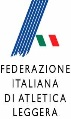 FEDERAZIONE
ITALIANA
DI ATLETICA
LEGGERA